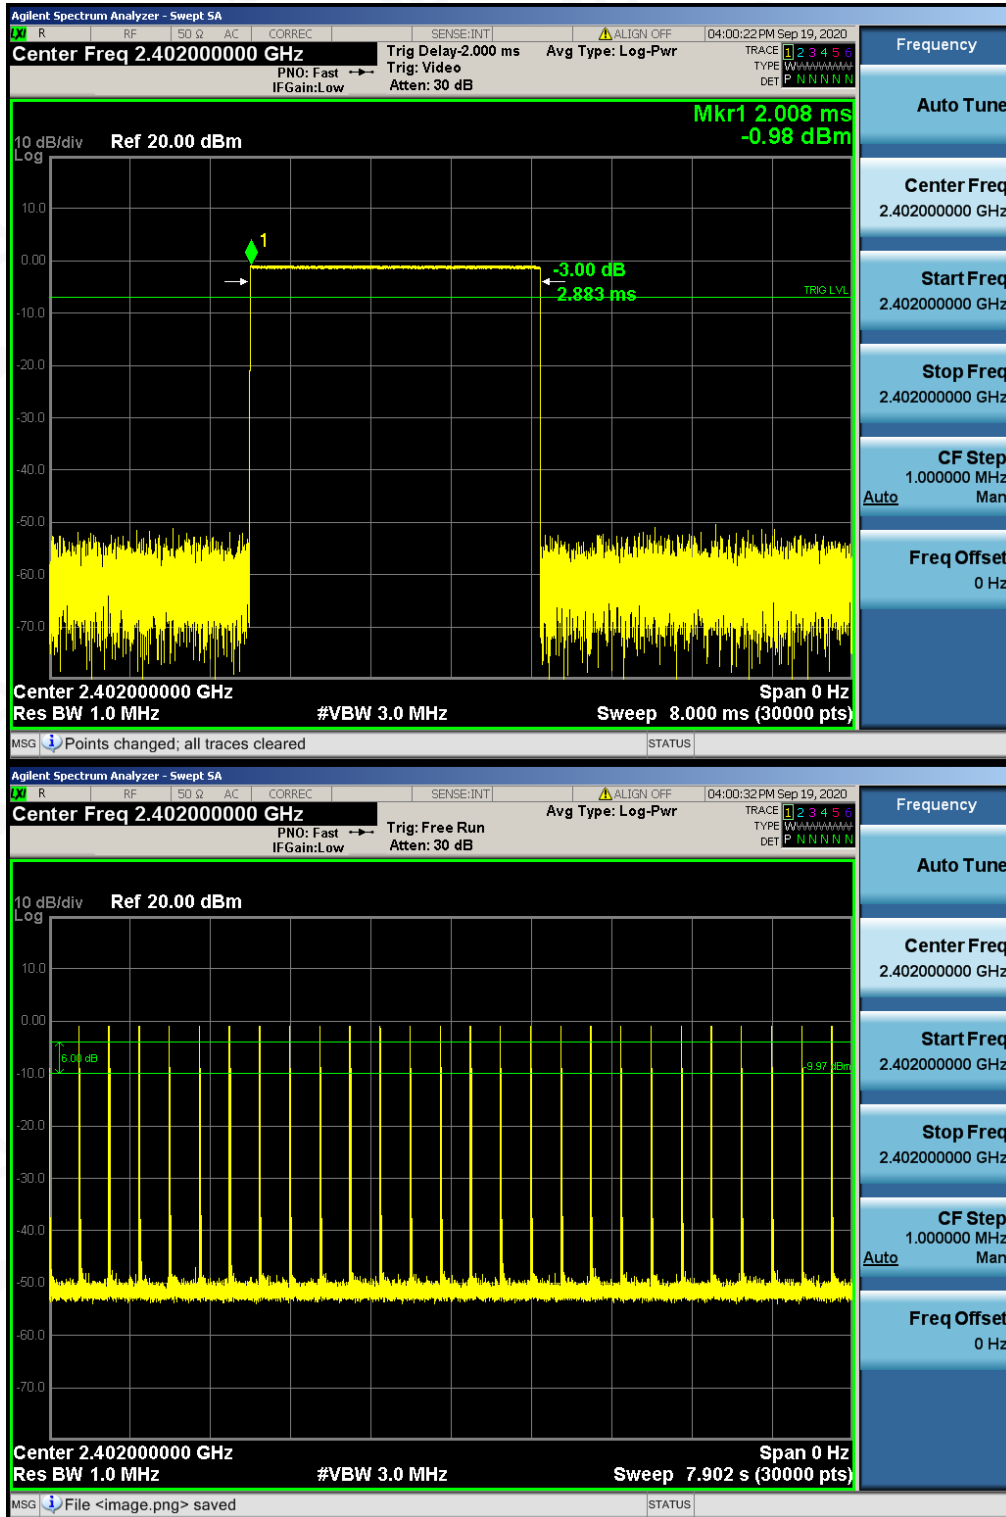 Agilent Spectrum Analyzer - Swept SA
LXI R RF 50 Ω AC CORREC SENSE:INT ALIGN OFF 04:00:22 PM Sep 19, 2020
Center Freq 2.402000000 GHz Trig Delay-2.000 ms Avg Type: Log-Pwr TRACE 1 2 3 4 5 6
PNO: Fast Trig: Video TYPE WWWWWW
IFGain:Low Atten: 30 dB DET P N N N N N
Frequency
Auto Tune
Mkr1 2.008 ms
-0.98 dBm
10 dB/div Ref 20.00 dBm
Log
10.0
0.00
-10.0
-20.0
-30.0
-40.0
-50.0
-60.0
-70.0
1
-3.00 dB
2.883 ms
TRIG LVL
Center Freq
2.402000000 GHz
Start Freq
2.402000000 GHz
Stop Freq
2.402000000 GHz
CF Step
1.000000 MHz
Auto Man
Freq Offset
0 Hz
Center 2.402000000 GHz Span 0 Hz
Res BW 1.0 MHz #VBW 3.0 MHz Sweep 8.000 ms (30000 pts)
MSG Points changed; all traces cleared STATUS
Agilent Spectrum Analyzer - Swept SA
LXI R RF 50 Ω AC CORREC SENSE:INT ALIGN OFF 04:00:32 PM Sep 19, 2020
Center Freq 2.402000000 GHz Avg Type: Log-Pwr TRACE 1 2 3 4 5 6
PNO: Fast Trig: Free Run TYPE WWWWWW
IFGain:Low Atten: 30 dB DET P N N N N N
Frequency
Auto Tune
10 dB/div Ref 20.00 dBm
Log
10.0
0.00
-10.0
-20.0
-30.0
-40.0
-50.0
-60.0
-70.0
6.00 dB
-9.97 dBm
Center Freq
2.402000000 GHz
Start Freq
2.402000000 GHz
Stop Freq
2.402000000 GHz
CF Step
1.000000 MHz
Auto Man
Freq Offset
0 Hz
Center 2.402000000 GHz Span 0 Hz
Res BW 1.0 MHz #VBW 3.0 MHz Sweep 7.902 s (30000 pts)
MSG File <image.png> saved STATUS